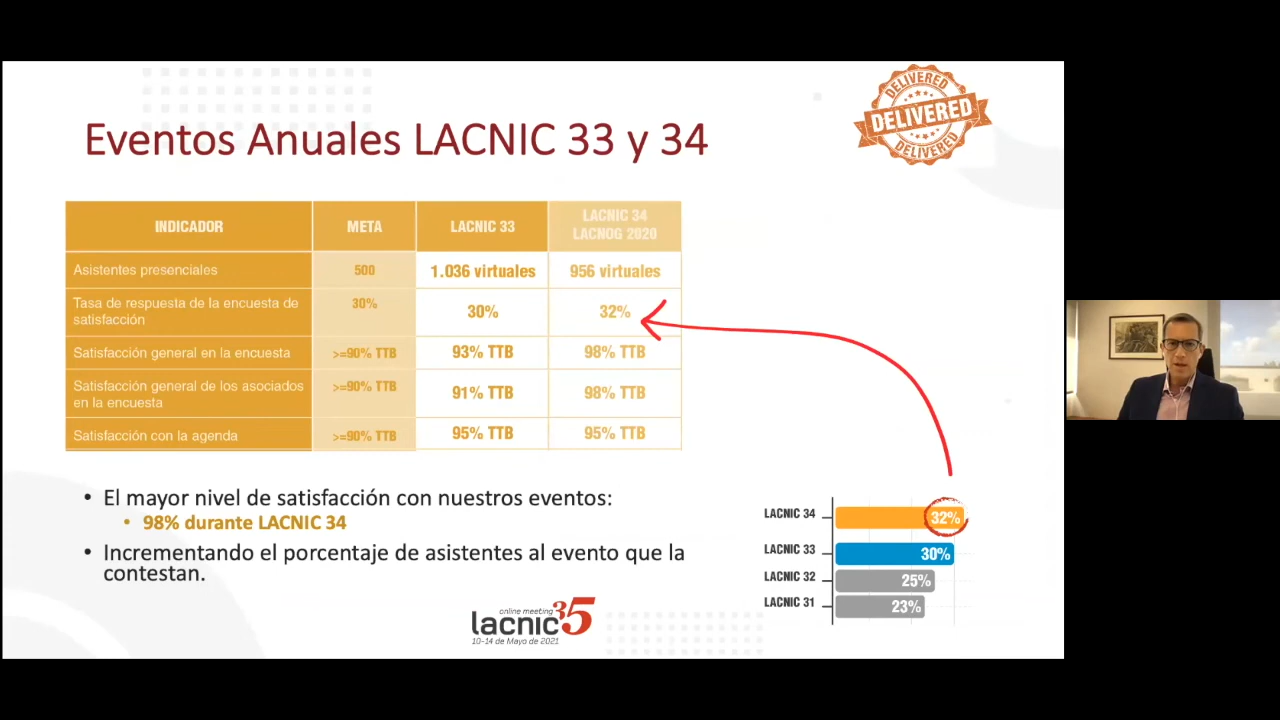 DELIVERED
DELIVERED
DELIVERED
Eventos Anuales LACNIC 33 y 34
INDICADOR META LACNIC 33 LACNIC 34
LACNOG 2020
Asistentes presenciales 500 1.036 virtuales 956 virtuales
Tasa de respuesta de la encuesta de
satisfacción 30% 30% 32%
Satisfacción general en la encuesta >=90% TTB 93% TTB 98% TTB
Satisfacción general de los asociados
en la encuesta >=90% TTB 91% TTB 98% TTB
Satisfacción con la agenda >=90% TTB 95% TTB 95% TTB
• El mayor nivel de satisfacción con nuestros eventos:
• 98% durante LACNIC 34
• Incrementando el porcentaje de asistentes al evento que la
contestan.
LACNIC 34 32%
LACNIC 33 30%
LACNIC 32 25%
LACNIC 31 23%
online meeting
lacnic 35
10-14 de Mayo de 2021